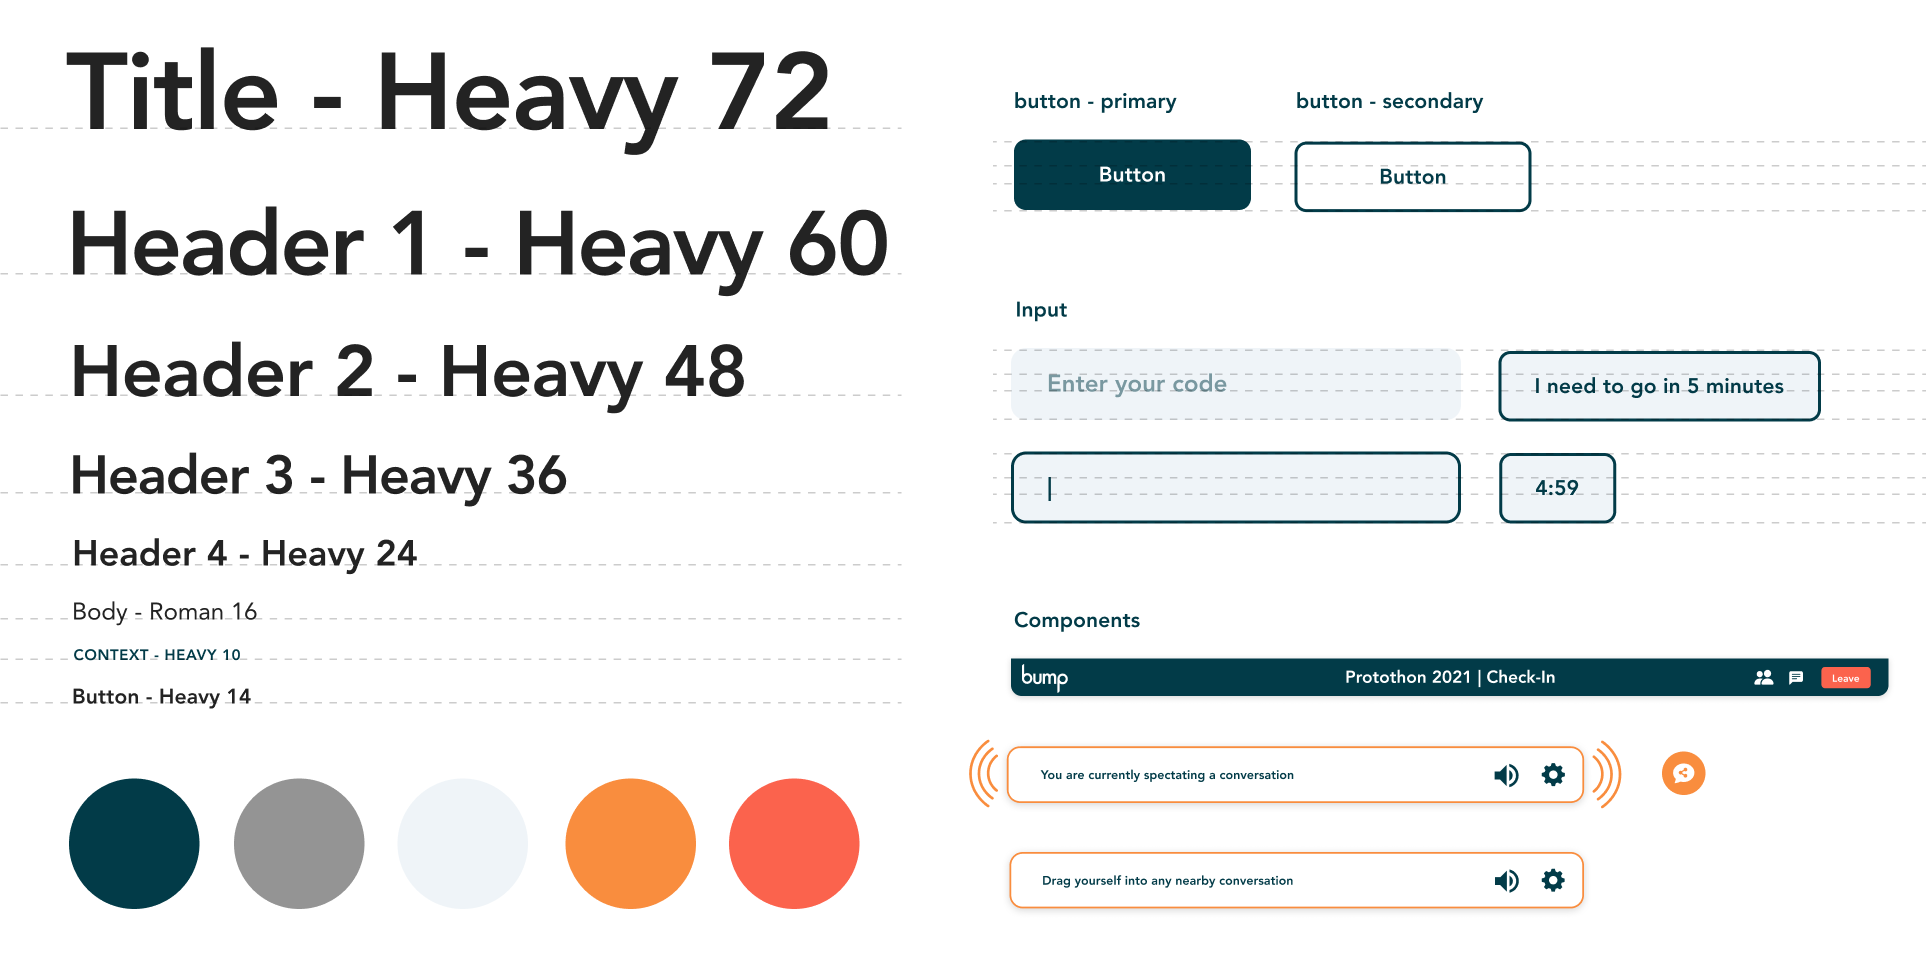 Title - Heavy 72
Header 1 - Heavy 60
Header 2 - Heavy 48
Header 3 - Heavy 36
Header 4 - Heavy 24
Body - Roman 16
CONTEXT - HEAVY 10
Button - Heavy 14
button - primary
button - secondary
Button
Button
Input
Enter your code
I need to go in 5 minutes
4:59
Components
bump
Protothon 2021 | Check-In
Leave
You are currently spectating a conversation
Drag yourself into any nearby conversation